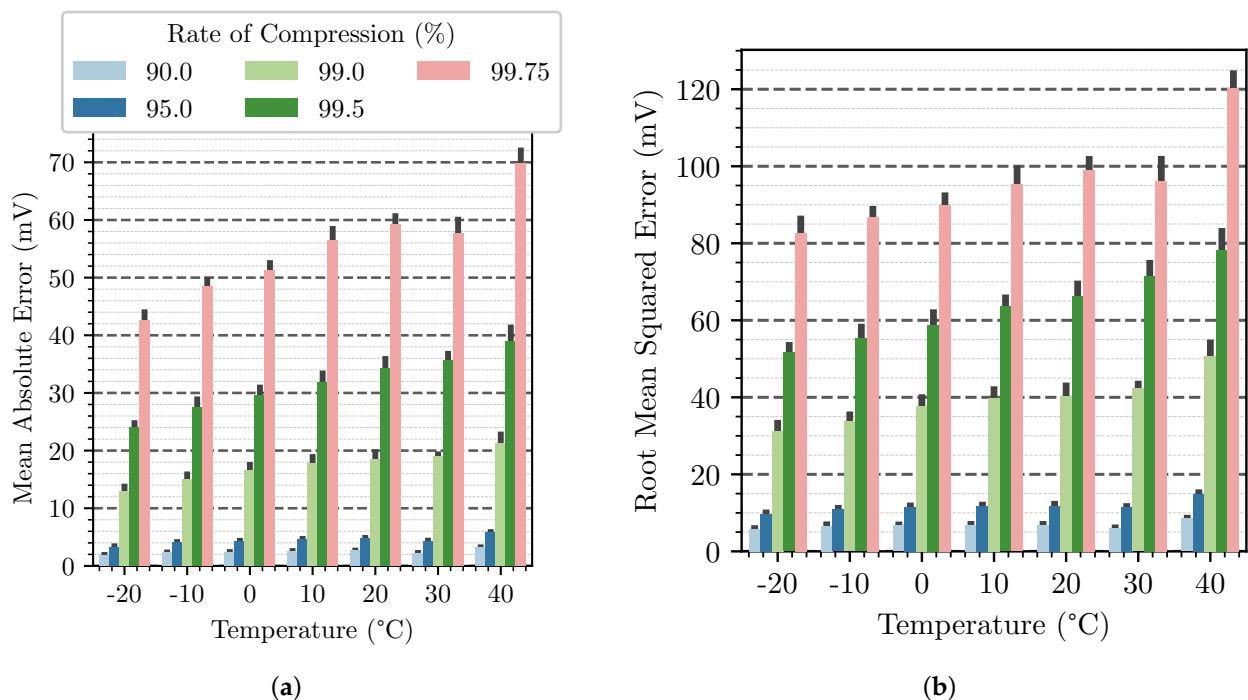 Rate of Compression (%)
90.0 99.0 99.75
95.0 99.5
Mean Absolute Error (mV)
70
60
50
40
30
20
10
0
-20 -10 0 10 20 30 40
Temperature (°C)
(a)
Root Mean Squared Error (mV)
120
100
80
60
40
20
0
-20 -10 0 10 20 30 40
Temperature (°C)
(b)